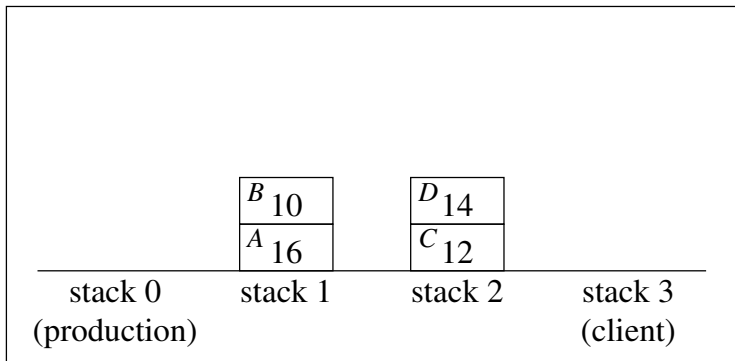 B 10 D 14
A 16 C 12
stack 0 stack 1 stack 2 stack 3
(production) (client)